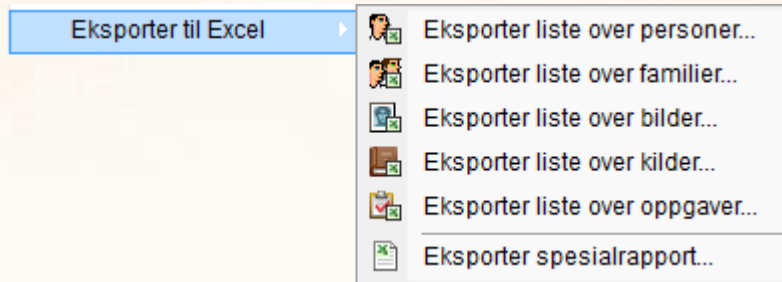 Eksporter til Excel
Eksporter liste over personer...
Eksporter liste over familier...
Eksporter liste over bilder...
Eksporter liste over kilder...
Eksporter liste over oppgaver...
Eksporter spesialrapport...